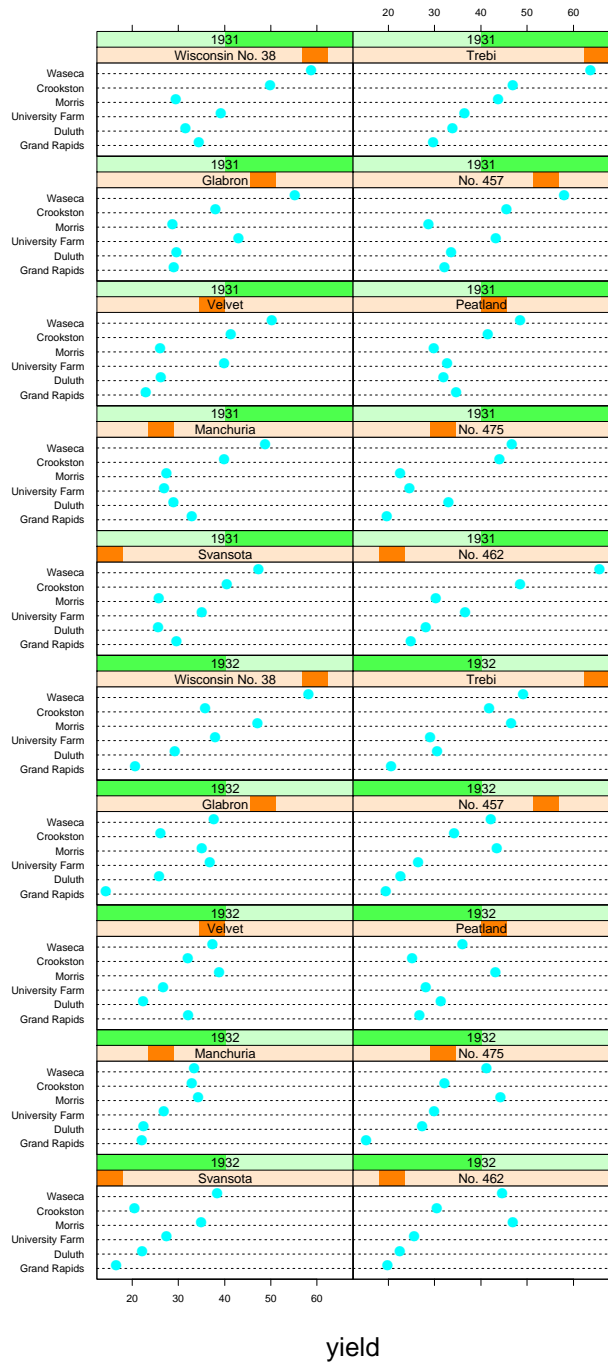 20 30 40 50 60
1931 1931
Wisconsin No. 38 Trebi
Waseca
Crookston
Morris
University Farm
Duluth
Grand Rapids
1931 1931
Glabron No. 457
Waseca
Crookston
Morris
University Farm
Duluth
Grand Rapids
1931 1931
Velvet Peatland
Waseca
Crookston
Morris
University Farm
Duluth
Grand Rapids
1931 1931
Manchuria No. 475
Waseca
Crookston
Morris
University Farm
Duluth
Grand Rapids
1931 1931
Svansota No. 462
Waseca
Crookston
Morris
University Farm
Duluth
Grand Rapids
1932 1932
Wisconsin No. 38 Trebi
Waseca
Crookston
Morris
University Farm
Duluth
Grand Rapids
1932 1932
Glabron No. 457
Waseca
Crookston
Morris
University Farm
Duluth
Grand Rapids
1932 1932
Velvet Peatland
Waseca
Crookston
Morris
University Farm
Duluth
Grand Rapids
1932 1932
Manchuria No. 475
Waseca
Crookston
Morris
University Farm
Duluth
Grand Rapids
1932 1932
Svansota No. 462
Waseca
Crookston
Morris
University Farm
Duluth
Grand Rapids
20 30 40 50 60
yield